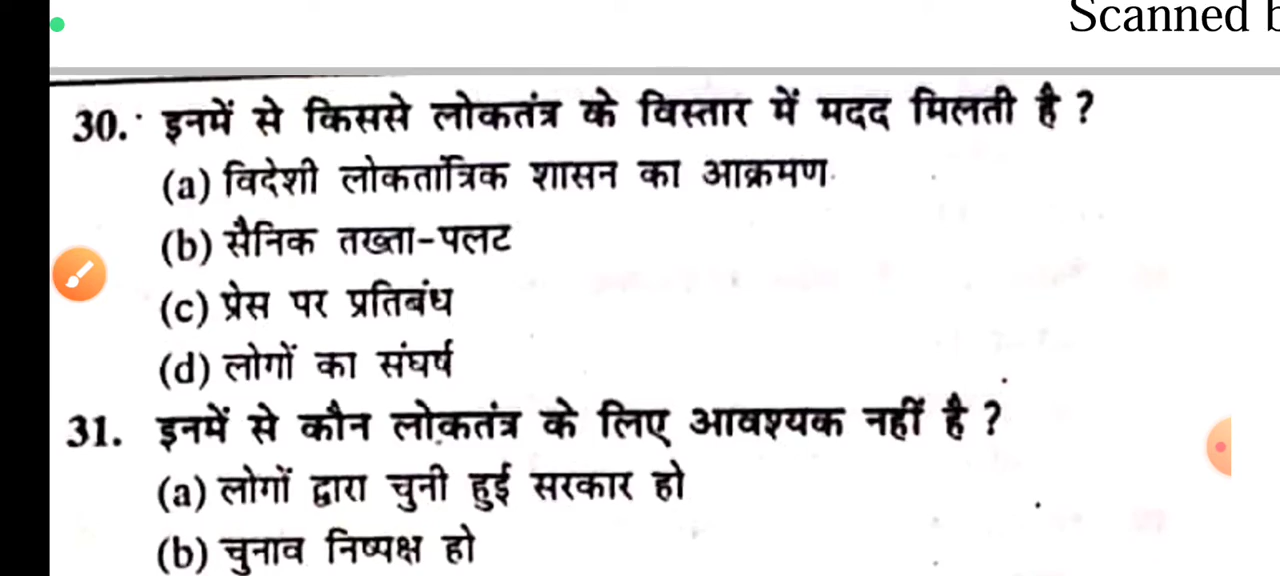 Scanned b
30. इनमें से किससे लोकतंत्र के विस्तार में मदद मिलती है ?
(a) विदेशी लोकतांत्रिक शासन का आक्रमण
(b) सैनिक तख्ता-पलट
(c) प्रेस पर प्रतिबंध
(d) लोगों का संघर्ष
31. इनमें से कौन लोकतंत्र के लिए आवश्यक नहीं है ?
(a) लोगों द्वारा चुनी हुई सरकार हो
(b) चुनाव निष्पक्ष हो